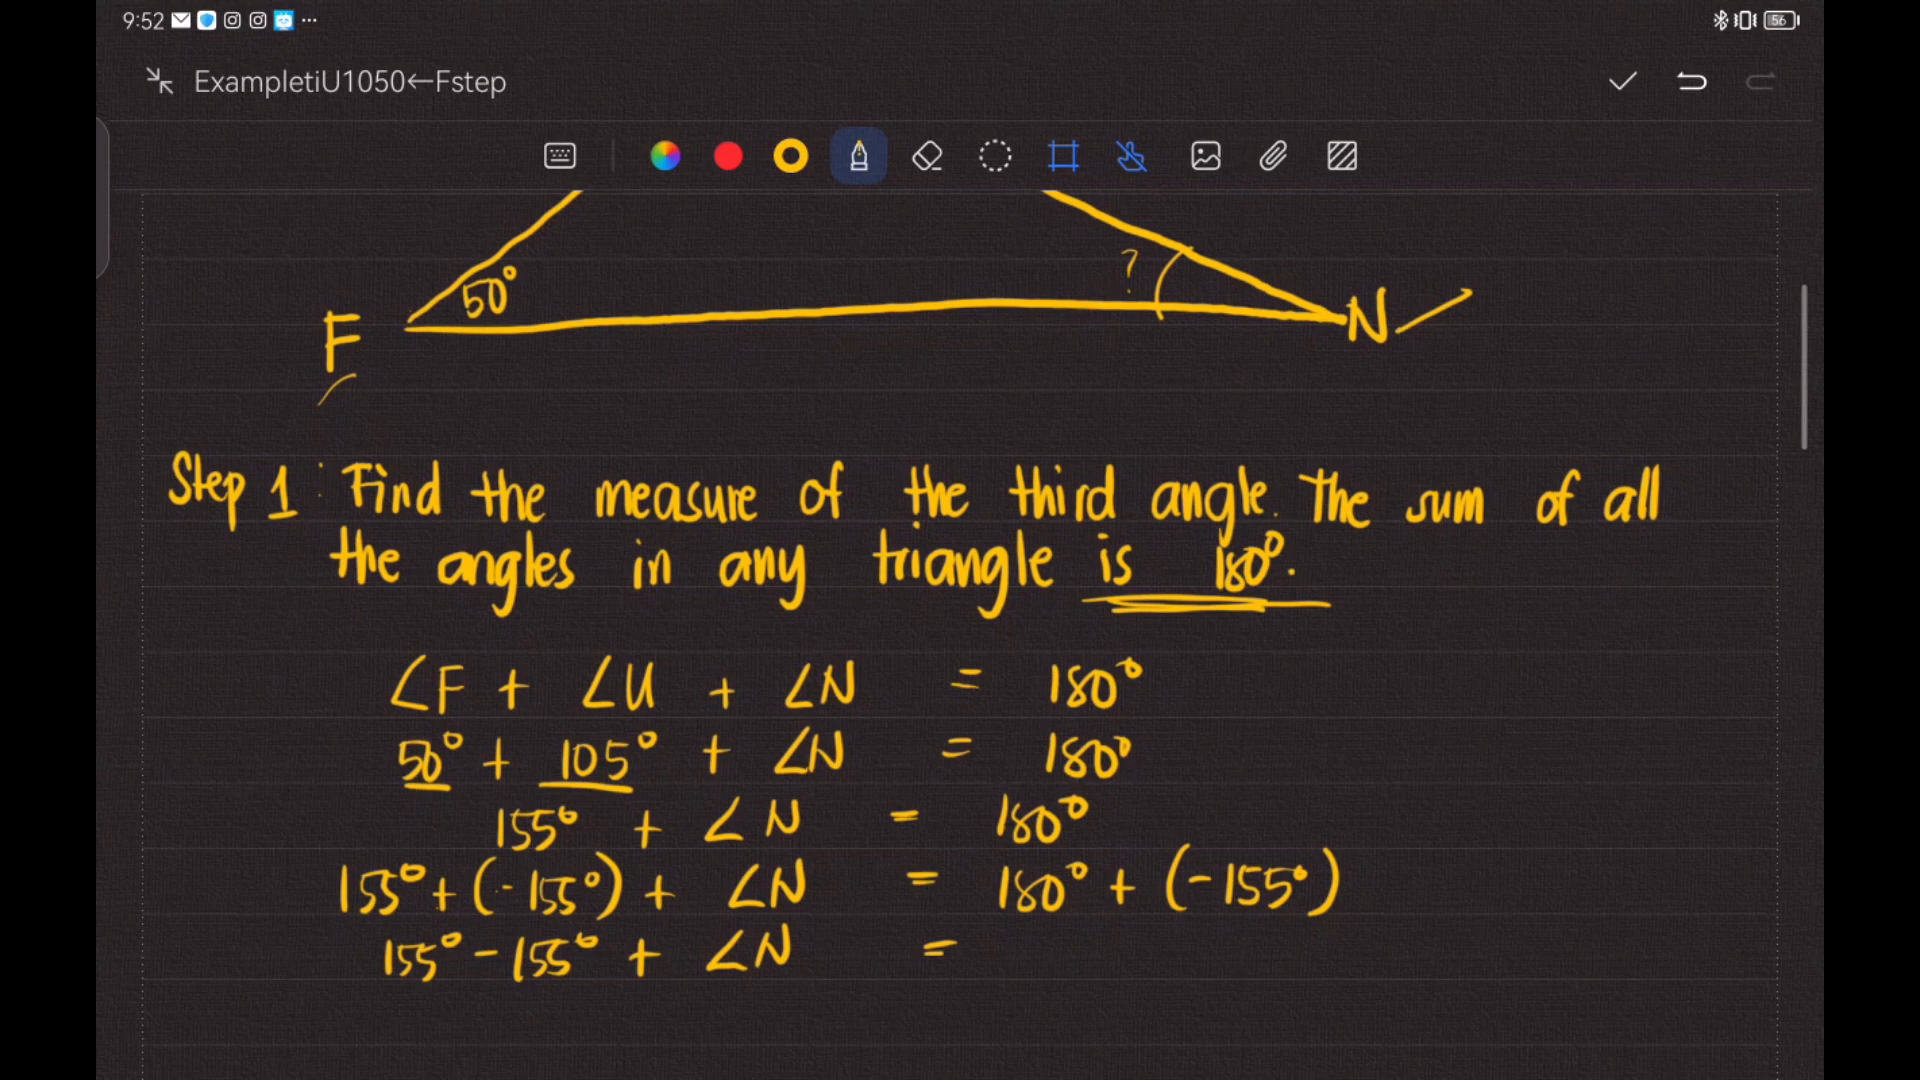 9:52 56
ExampletiU1050←Fstep
50°
?
F
N
Step 1: Find the measure of the third angle. The sum of all
the angles in any triangle is 180°.
∠F + ∠U + ∠N = 180°
50° + 105° + ∠N = 180°
155° + ∠N = 180°
155° + (-155°) + ∠N = 180° + (-155°)
155° - 155° + ∠N =